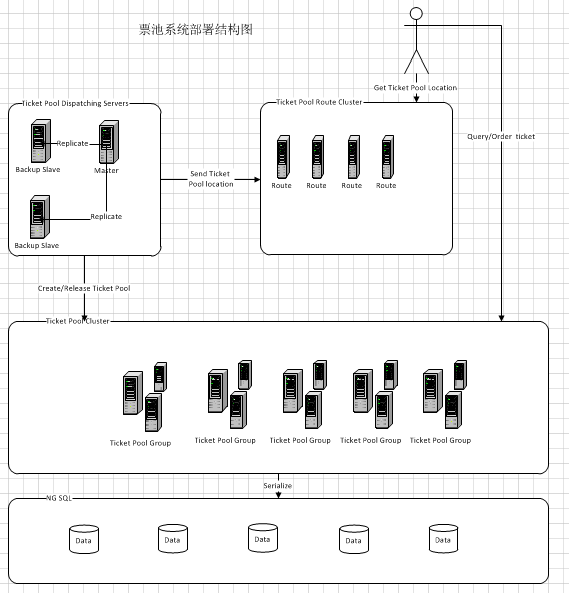 票池系统部署结构图
Get Ticket Pool Location
Ticket Pool Dispatching Servers
Ticket Pool Route Cluster
Query/Order ticket
Replicate
Backup Slave
Master
Send Ticket
Pool location
Route
Route
Route
Route
Replicate
Backup Slave
Create/Release Ticket Pool
Ticket Pool Cluster
Ticket Pool Group
Ticket Pool Group
Ticket Pool Group
Ticket Pool Group
Ticket Pool Group
Serialize
NG SQL
Data
Data
Data
Data
Data